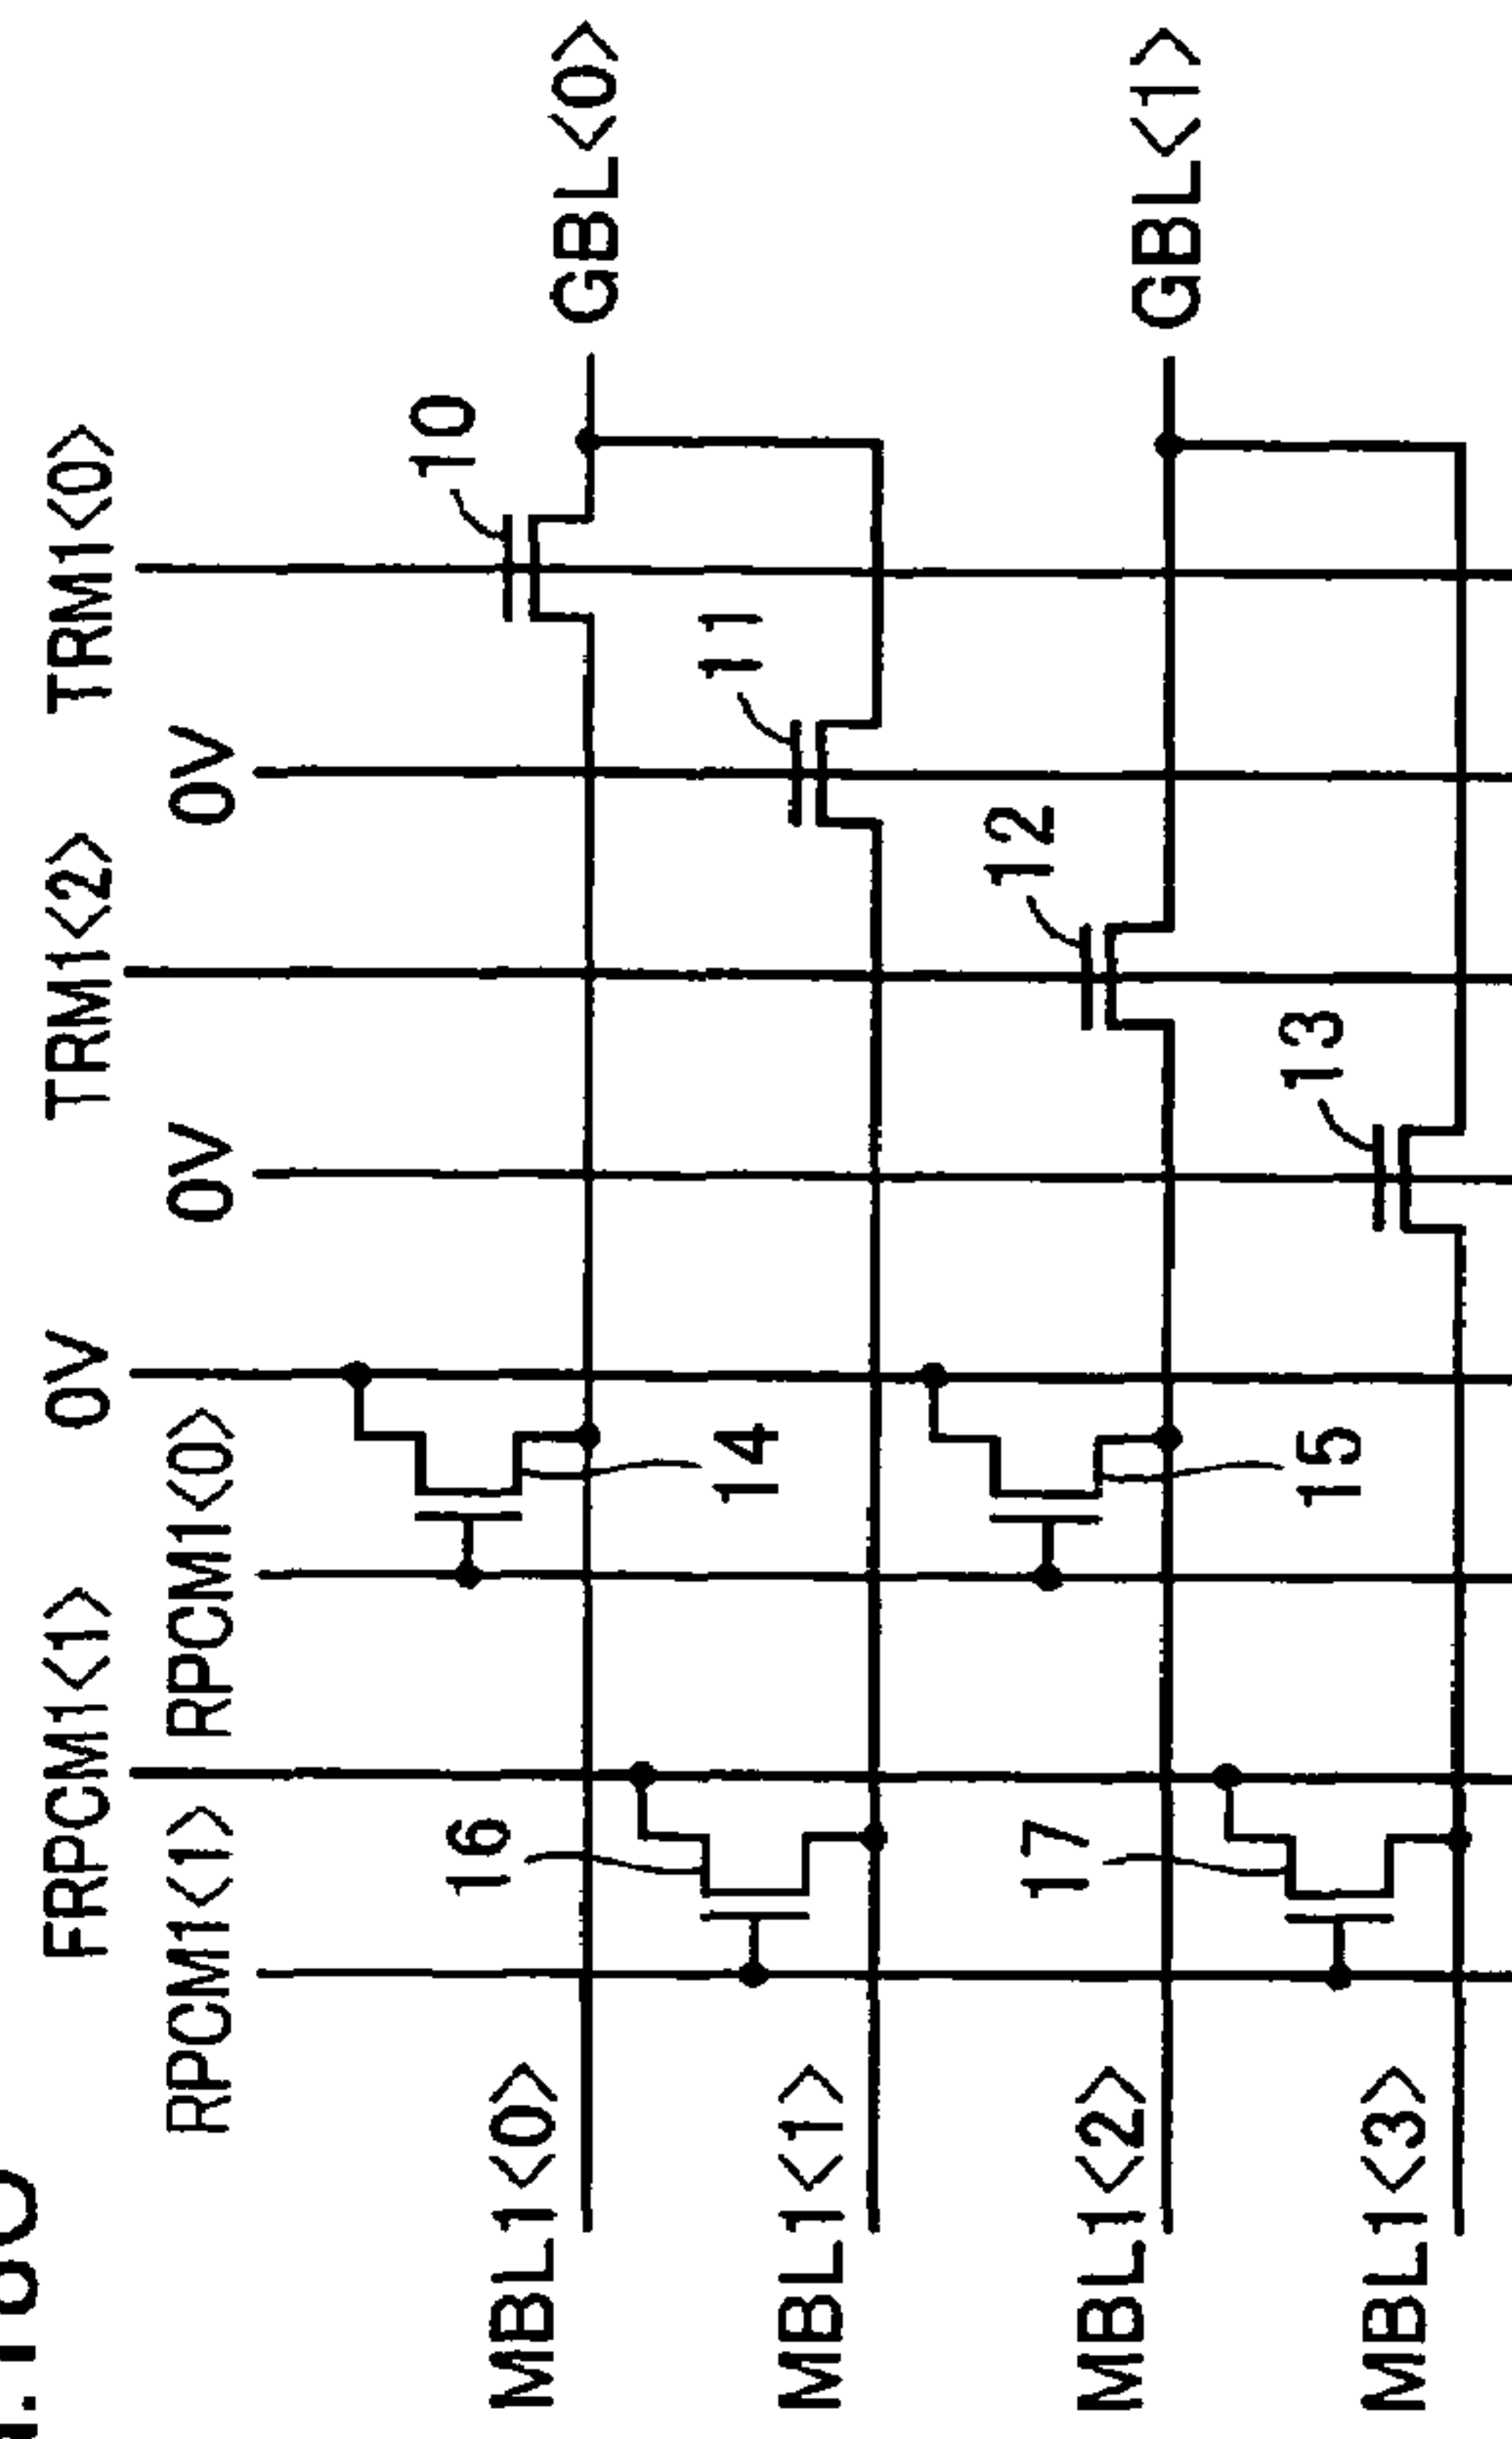 FRPCM1<1> 0V TRM1<2> TRM1<0>
RPCM1<1> RPCM1<0> 0V 0V
10
16
MBL1<0>
GBL<0>
11
14
MBL1<1>
12
17
MBL1<2>
GBL<1>
13
15
MBL1<3>